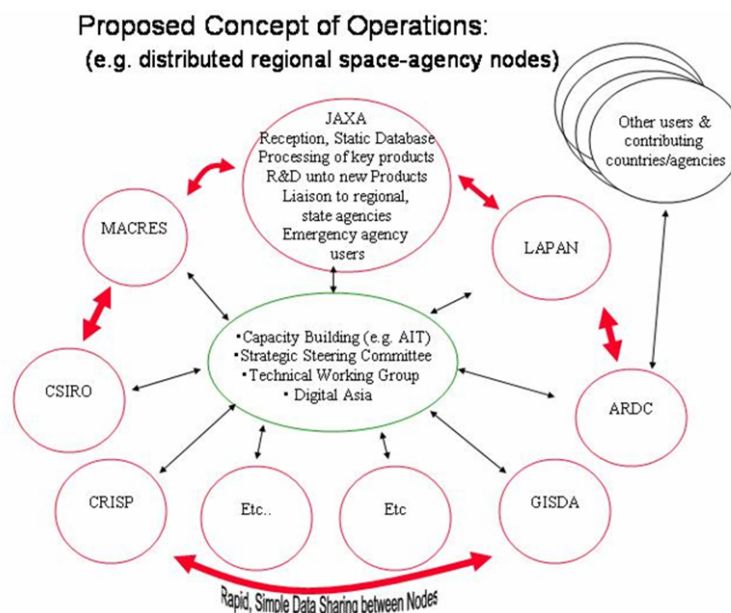 Proposed Concept of Operations:
(e.g. distributed regional space-agency nodes)
JAXA
Reception, Static Database
Processing of key products
R&D unto new Products
Liaison to regional,
state agencies
Emergency agency
users
Other users &
contributing
countries/agencies
MACRES
LAPAN
•Capacity Building (e.g. AIT)
•Strategic Steering Committee
•Technical Working Group
• Digital Asia
CSIRO
ARDC
CRISP
Etc..
Etc
GISDA
Rapid, Simple Data Sharing between Nodes